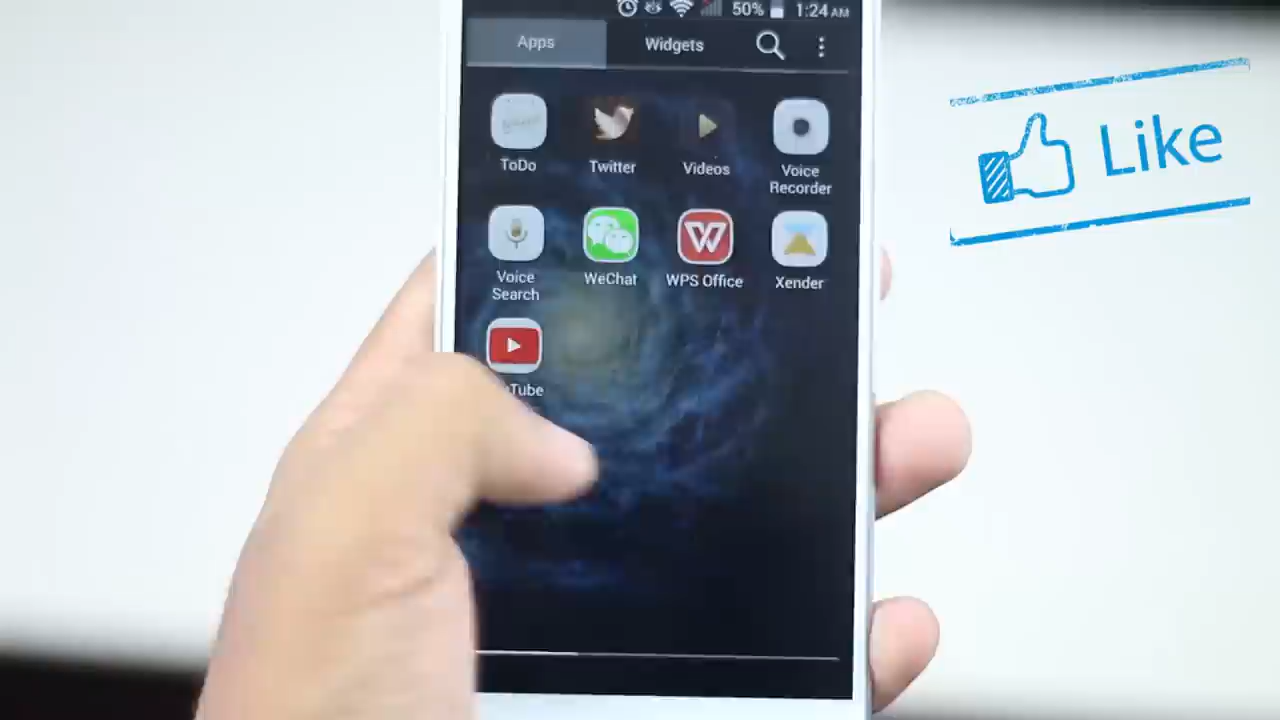 50% 1:24 AM
Apps Widgets
ToDo Twitter Videos Voice Recorder
Voice Search WeChat WPS Office Xender
Tube
Like